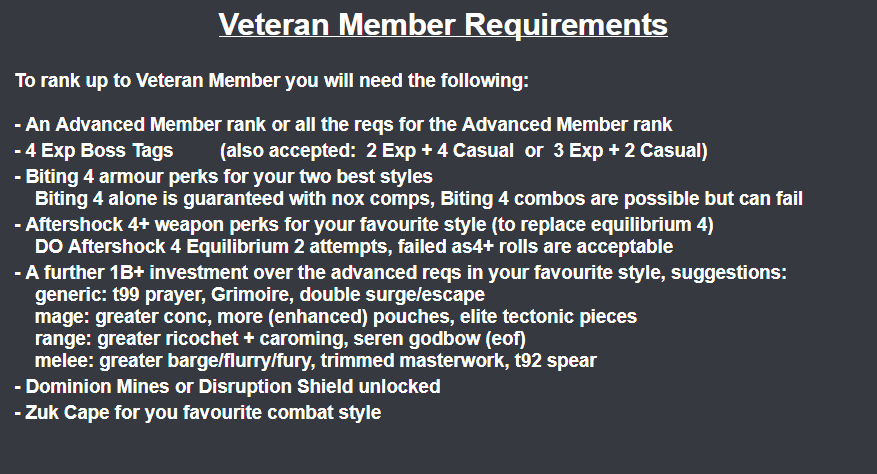 Veteran Member Requirements
To rank up to Veteran Member you will need the following:
- An Advanced Member rank or all the reqs for the Advanced Member rank
- 4 Exp Boss Tags (also accepted: 2 Exp + 4 Casual or 3 Exp + 2 Casual)
- Biting 4 armour perks for your two best styles
Biting 4 alone is guaranteed with nox comps, Biting 4 combos are possible but can fail
- Aftershock 4+ weapon perks for your favourite style (to replace equilibrium 4)
DO Aftershock 4 Equilibrium 2 attempts, failed as4+ rolls are acceptable
- A further 1B+ investment over the advanced reqs in your favourite style, suggestions:
generic: t99 prayer, Grimoire, double surge/escape
mage: greater conc, more (enhanced) pouches, elite tectonic pieces
range: greater ricochet + caroming, seren godbow (eof)
melee: greater barge/flurry/fury, trimmed masterwork, t92 spear
- Dominion Mines or Disruption Shield unlocked
- Zuk Cape for you favourite combat style